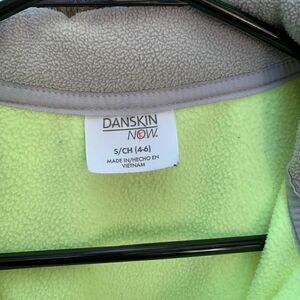 DANSKIN
NOW.
S/CH (4-6)
MADE IN/HECHO EN
VIETNAM